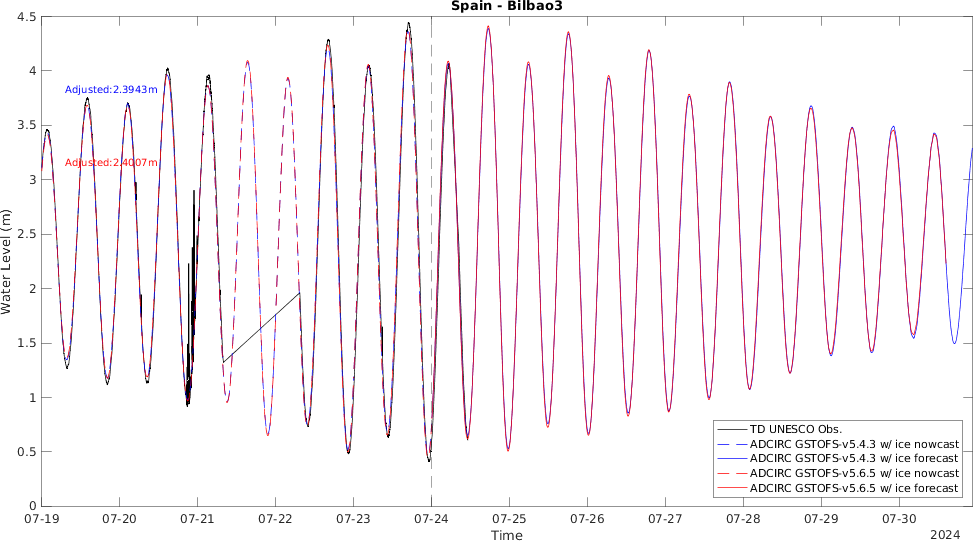 Spain - Bilbao3
4.5
4
3.5
3
2.5
2
1.5
1
0.5
0
Water Level (m)
Adjusted:2.3943m
Adjusted:2.4007m
TD UNESCO Obs.
ADCIRC GSTOFS-v5.4.3 w/ ice nowcast
ADCIRC GSTOFS-v5.4.3 w/ ice forecast
ADCIRC GSTOFS-v5.6.5 w/ ice nowcast
ADCIRC GSTOFS-v5.6.5 w/ ice forecast
07-19 07-20 07-21 07-22 07-23 07-24 07-25 07-26 07-27 07-28 07-29 07-30
Time
2024